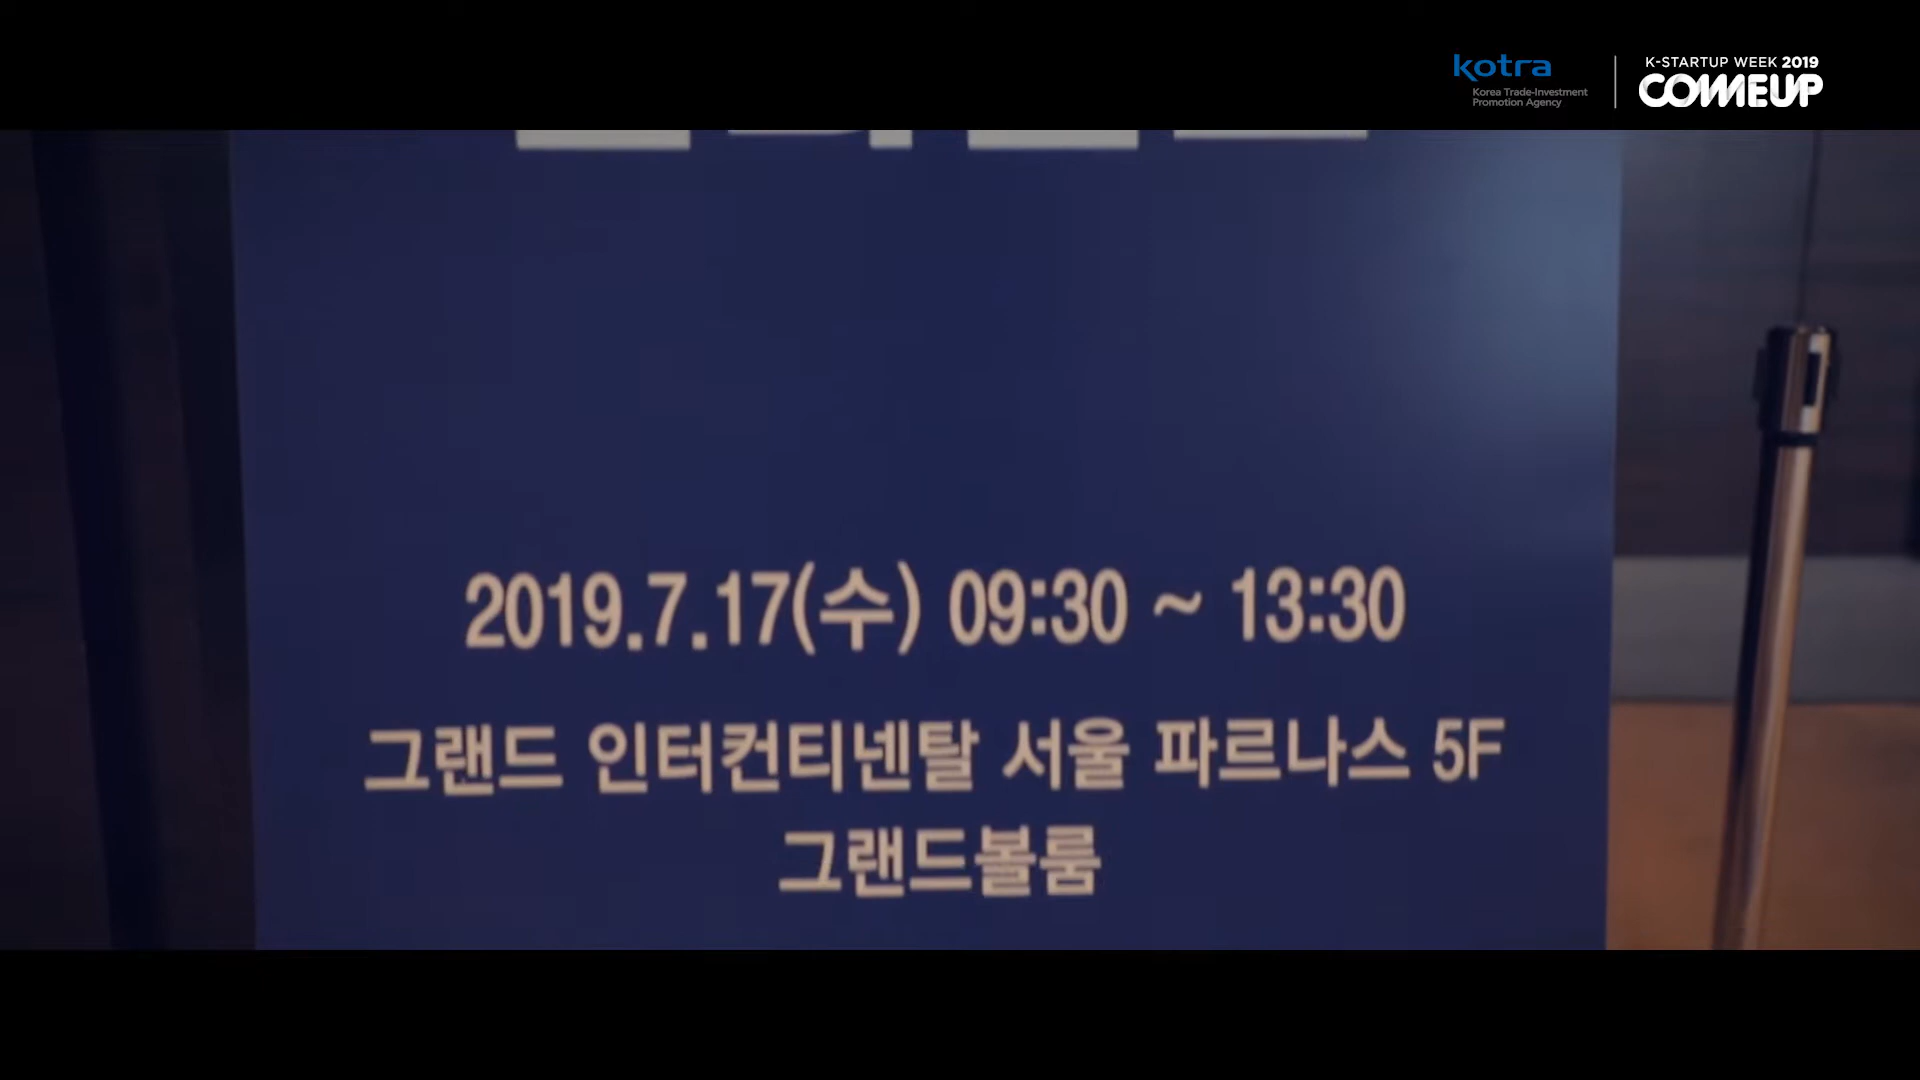 kotra
Korea Trade-Investment
Promotion Agency
K-STARTUP WEEK 2019
COMEUP
2019.7.17(수) 09:30 ~ 13:30
그랜드 인터컨티넨탈 서울 파르나스 5F
그랜드볼룸